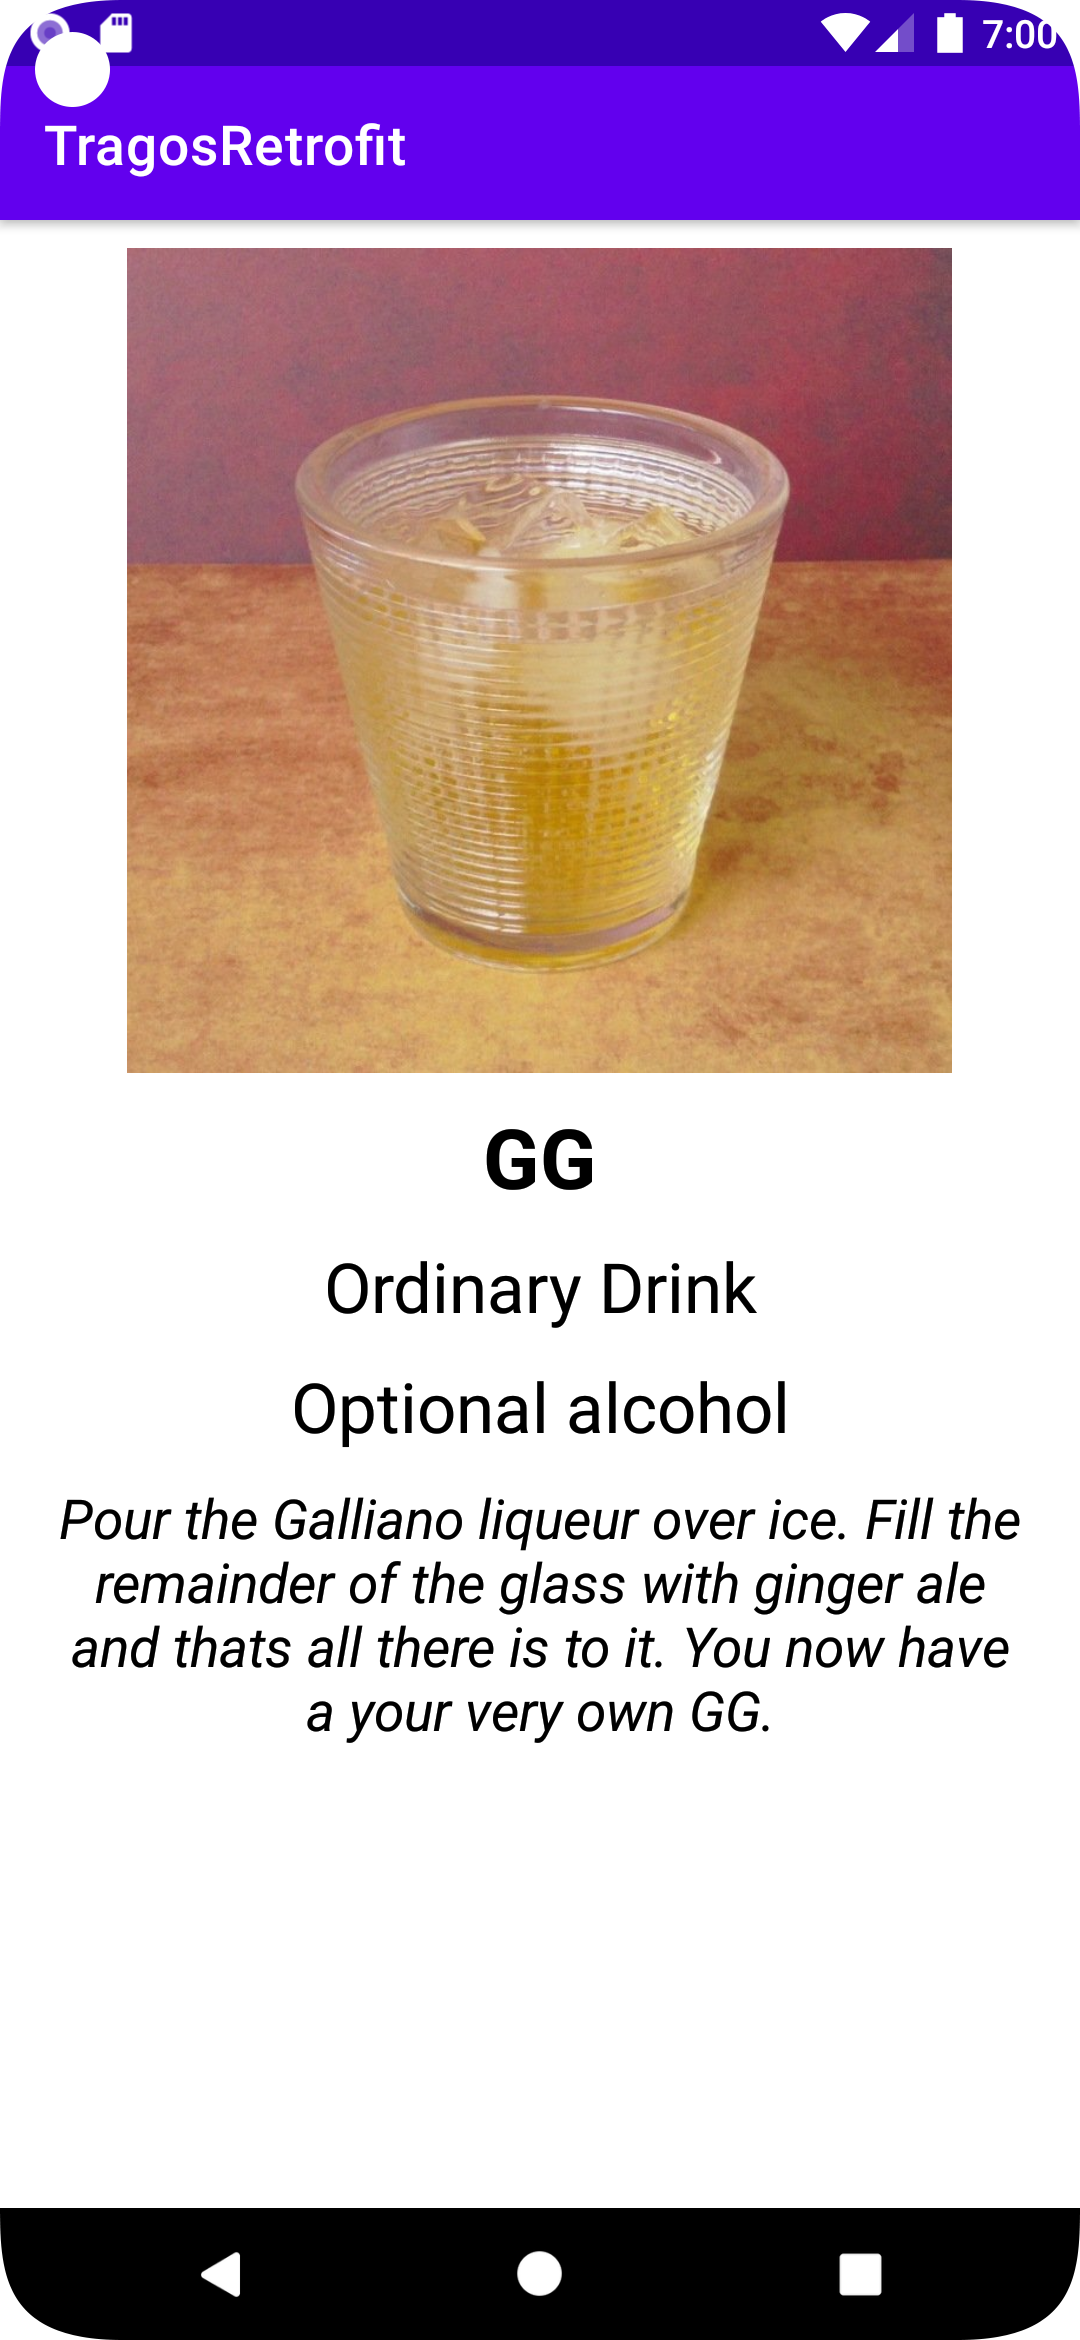 7:00
TragosRetrofit
GG
Ordinary Drink
Optional alcohol
Pour the Galliano liqueur over ice. Fill the
remainder of the glass with ginger ale
and thats all there is to it. You now have
a your very own GG.